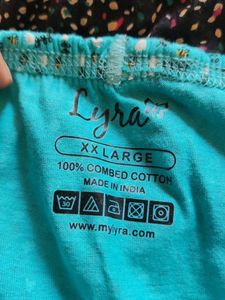 Lyra
XX LARGE
100% COMBED COTTON
MADE IN INDIA
30
www.mylyra.com